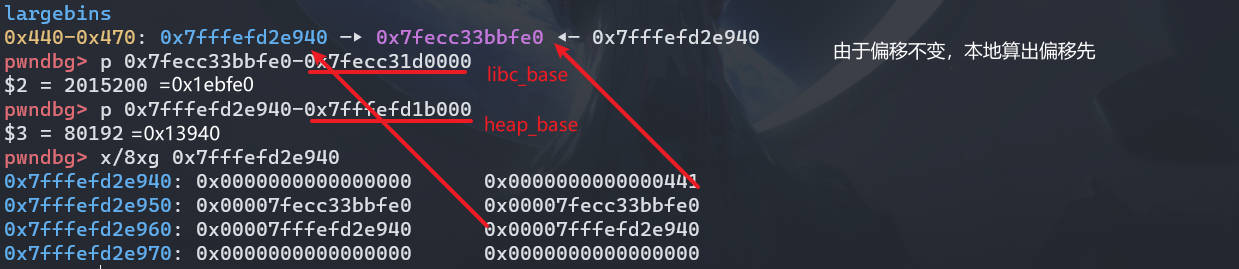 largebins
0x440-0x470: 0x7fffefd2e940 —▸ 0x7fecc33bbfe0 ◂— 0x7fffefd2e940
由于偏移不变，本地算出偏移先
pwndbg> p 0x7fecc33bbfe0-0x7fecc31d0000
$2 = 2015200 =0x1ebfe0
libc_base
pwndbg> p 0x7fffefd2e940-0x7fffefd1b000
$3 = 80192 =0x13940
heap_base
pwndbg> x/8xg 0x7fffefd2e940
0x7fffefd2e940: 0x0000000000000000 0x0000000000000441
0x7fffefd2e950: 0x00007fecc33bbfe0 0x00007fecc33bbfe0
0x7fffefd2e960: 0x00007fffefd2e940 0x00007fffefd2e940
0x7fffefd2e970: 0x0000000000000000 0x0000000000000000